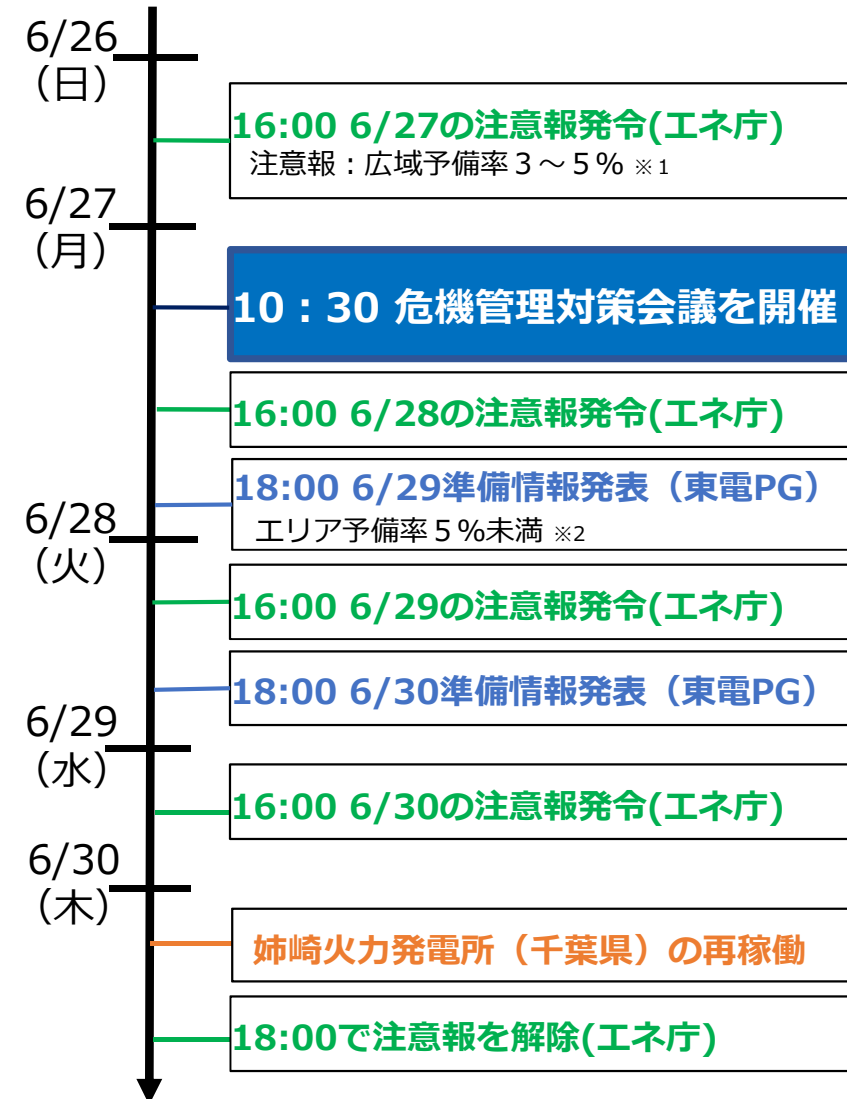 6/26
（日）
16:00 6/27の注意報発令(エネ庁)
注意報：広域予備率３～５％ ※1
6/27
（月）
10：30 危機管理対策会議を開催
16:00 6/28の注意報発令(エネ庁)
18:00 6/29準備情報発表（東電PG）
エリア予備率５％未満 ※2
6/28
（火）
16:00 6/29の注意報発令(エネ庁)
18:00 6/30準備情報発表（東電PG）
6/29
（水）
16:00 6/30の注意報発令(エネ庁)
6/30
（木）
姉崎火力発電所（千葉県）の再稼働
18:00で注意報を解除(エネ庁)